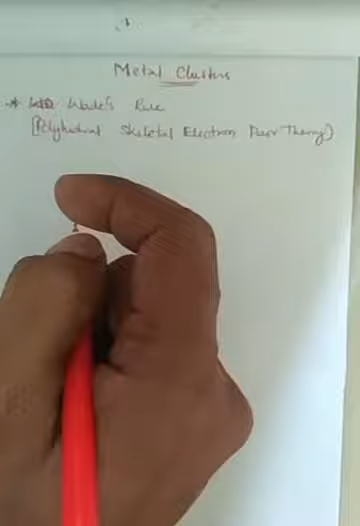 Metal Clusters
* Wade's Rule
(Polyhedral Skeletal Electron Pair Theory)